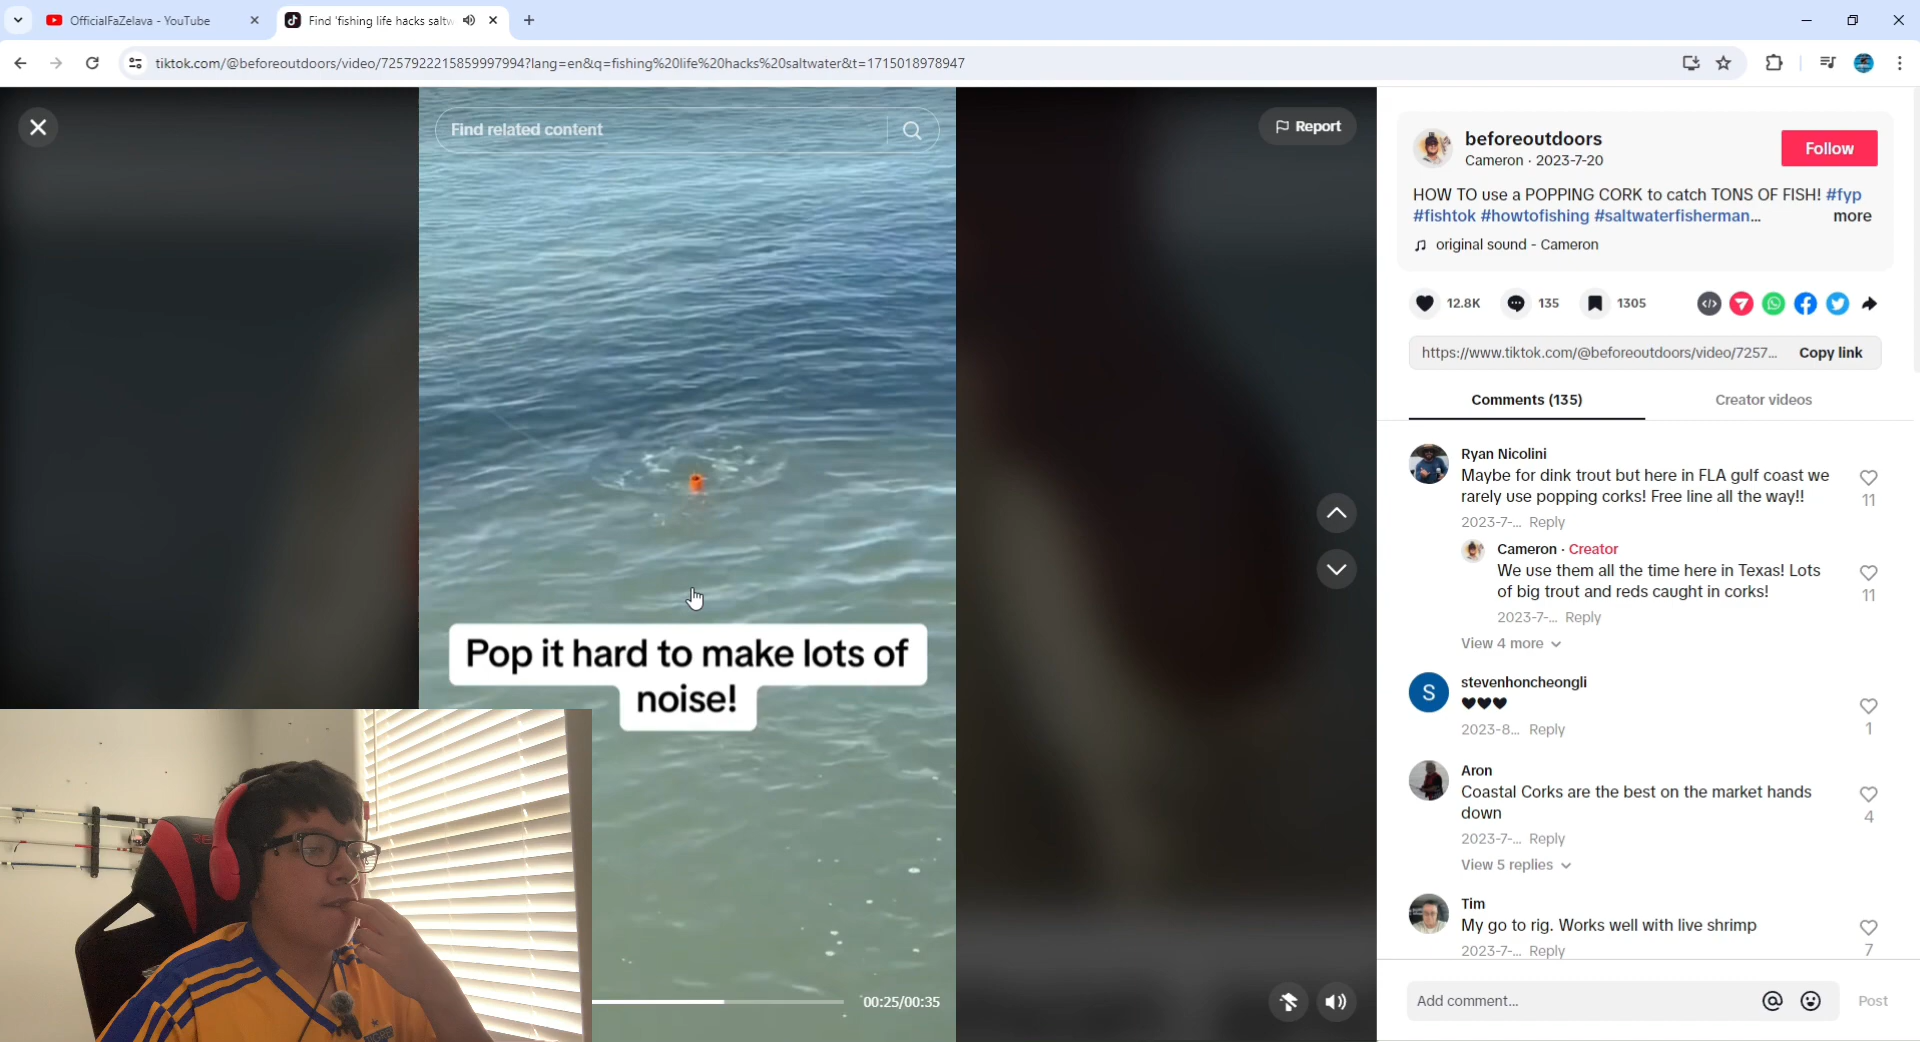 OfficialFaZelava - YouTube
Find 'fishing life hacks saltw
tiktok.com/@beforeoutdoors/video/7257922215859997994?lang=en&q=fishing%20life%20hacks%20saltwater&t=1715018978947
Find related content
Report
beforeoutdoors
Cameron · 2023-7-20
Follow
HOW TO use a POPPING CORK to catch TONS OF FISH! #fyp
#fishtok #howtofishing #saltwaterfisherman...
more
original sound - Cameron
12.8K
135
1305
https://www.tiktok.com/@beforeoutdoors/video/7257...
Copy link
Comments (135)
Creator videos
Ryan Nicolini
Maybe for dink trout but here in FLA gulf coast we
rarely use popping corks! Free line all the way!!
11
2023-7-... Reply
Cameron · Creator
We use them all the time here in Texas! Lots
of big trout and reds caught in corks!
11
2023-7-... Reply
View 4 more
S
stevenhoncheongli
🖤🖤🖤
1
2023-8... Reply
Aron
Coastal Corks are the best on the market hands
down
4
2023-7-... Reply
View 5 replies
Tim
My go to rig. Works well with live shrimp
7
2023-7-... Reply
Pop it hard to make lots of
noise!
00:25/00:35
Add comment...
Post